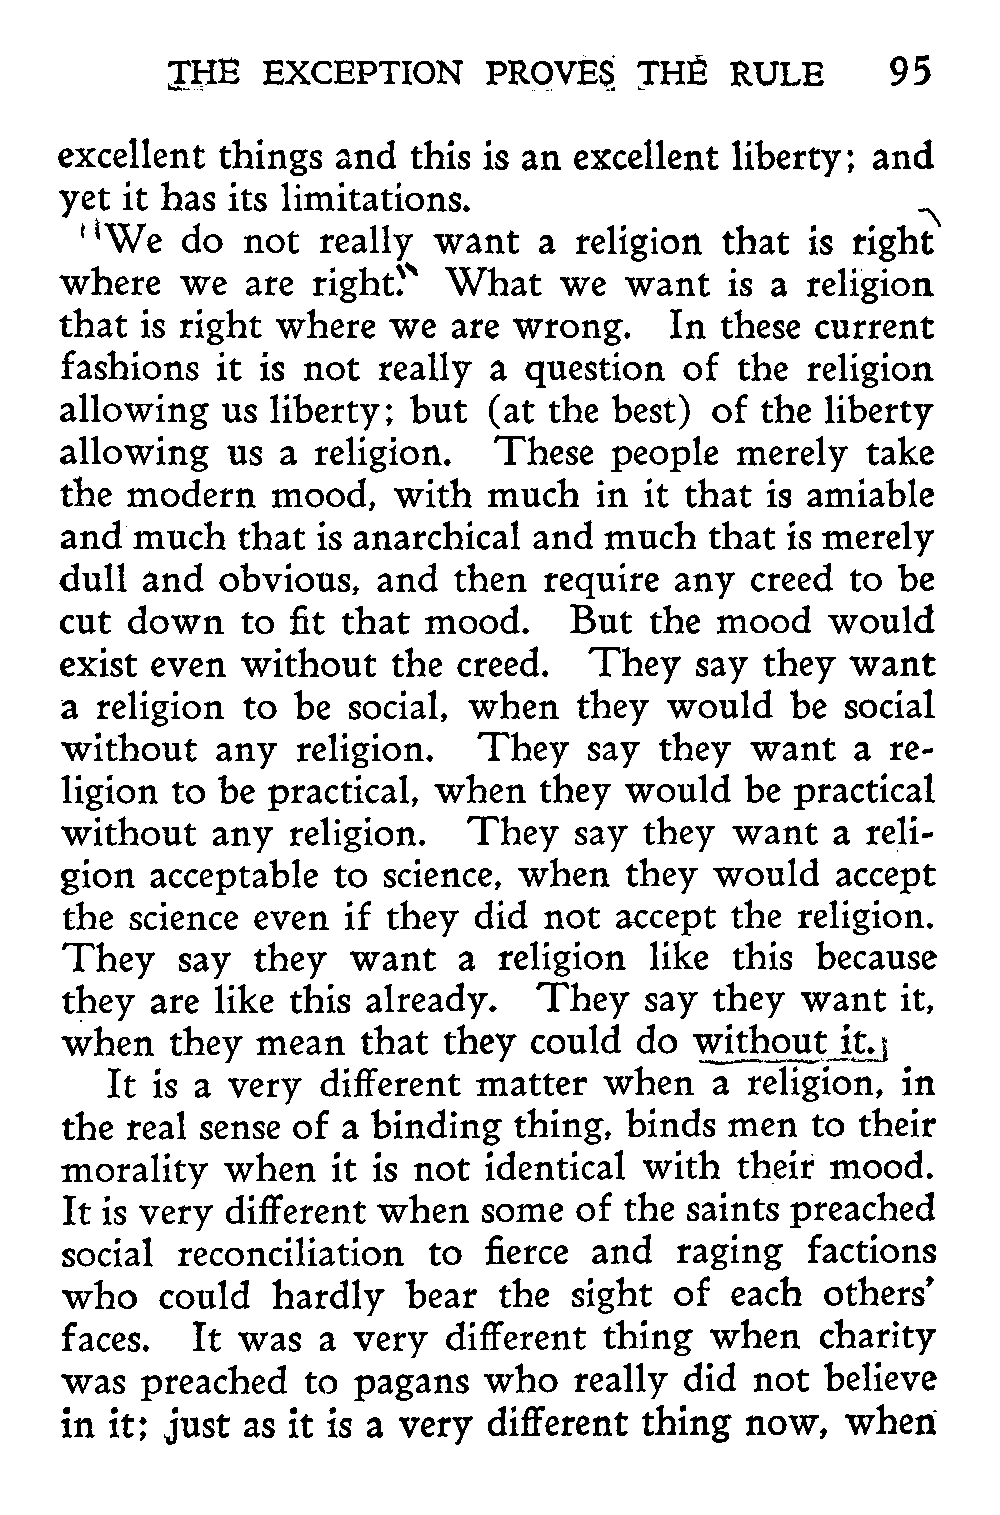 THE EXCEPTION PROVES THE RULE 95
excellent things and this is an excellent liberty; and
yet it has its limitations.
"We do not really want a religion that is right
where we are right." What we want is a religion
that is right where we are wrong. In these current
fashions it is not really a question of the religion
allowing us liberty; but (at the best) of the liberty
allowing us a religion. These people merely take
the modern mood, with much in it that is amiable
and much that is anarchical and much that is merely
dull and obvious, and then require any creed to be
cut down to fit that mood. But the mood would
exist even without the creed. They say they want
a religion to be social, when they would be social
without any religion. They say they want a re-
ligion to be practical, when they would be practical
without any religion. They say they want a reli-
gion acceptable to science, when they would accept
the science even if they did not accept the religion.
They say they want a religion like this because
they are like this already. They say they want it,
when they mean that they could do without it.
It is a very different matter when a religion, in
the real sense of a binding thing, binds men to their
morality when it is not identical with their mood.
It is very different when some of the saints preached
social reconciliation to fierce and raging factions
who could hardly bear the sight of each others'
faces. It was a very different thing when charity
was preached to pagans who really did not believe
in it; just as it is a very different thing now, when